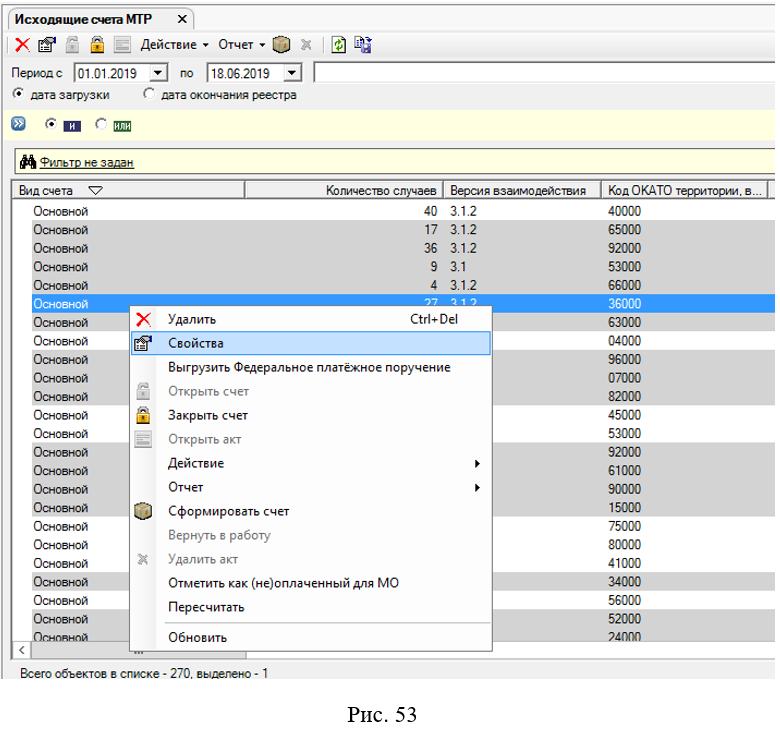 Исходящие счета МТР
Действие Отчет
Период с 01.01.2019 по 18.06.2019
дата загрузки дата окончания реестра
И ИЛИ
Фильтр не задан
Вид счета Количество случаев Версия взаимодействия Код ОКАТО территории, в...
Основной 40 3.1.2 40000
Основной 17 3.1.2 65000
Основной 36 3.1.2 92000
Основной 9 3.1 53000
Основной 4 3.1.2 66000
Основной 27 3.1.2 36000
Основной 63000
Основной 04000
Основной 96000
Основной 07000
Основной 82000
Основной 45000
Основной 53000
Основной 92000
Основной 61000
Основной 90000
Основной 15000
Основной 75000
Основной 80000
Основной 41000
Основной 34000
Основной 56000
Основной 52000
Основной 24000
Удалить Ctrl+Del
Свойства
Выгрузить Федеральное платёжное поручение
Открыть счет
Закрыть счет
Открыть акт
Действие
Отчет
Сформировать счет
Вернуть в работу
Удалить акт
Отметить как (не)оплаченный для МО
Пересчитать
Обновить
Всего объектов в списке - 270, выделено - 1
Рис. 53